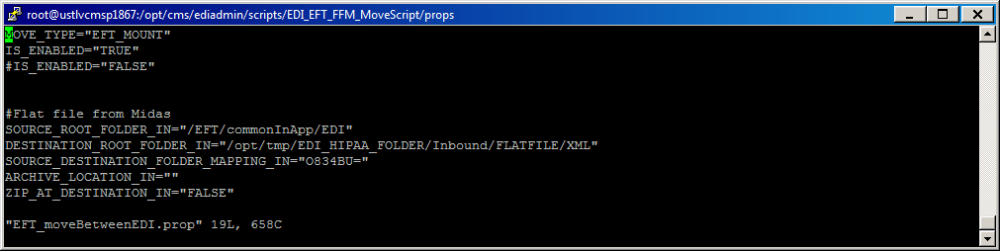 root@ustlvcmsp1867:/opt/cms/ediadmin/scripts/EDI_EFT_FFM_MoveScript/props
MOVE_TYPE="EFT_MOUNT"
IS_ENABLED="TRUE"
#IS_ENABLED="FALSE"
#Flat file from Midas
SOURCE_ROOT_FOLDER_IN="/EFT/commonInApp/EDI"
DESTINATION_ROOT_FOLDER_IN="/opt/tmp/EDI_HIPAA_FOLDER/Inbound/FLATFILE/XML"
SOURCE_DESTINATION_FOLDER_MAPPING_IN="O834BU="
ARCHIVE_LOCATION_IN=""
ZIP_AT_DESTINATION_IN="FALSE"
"EFT_moveBetweenEDI.prop" 19L, 658C